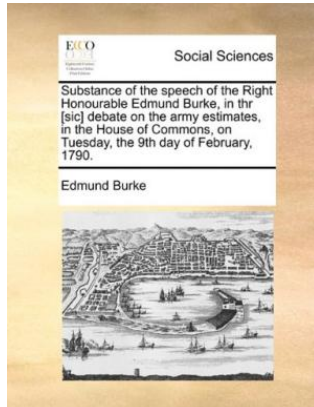 ECCO
Social Sciences
Substance of the speech of the Right
Honourable Edmund Burke, in thr
[sic] debate on the army estimates,
in the House of Commons, on
Tuesday, the 9th day of February,
1790.
Edmund Burke